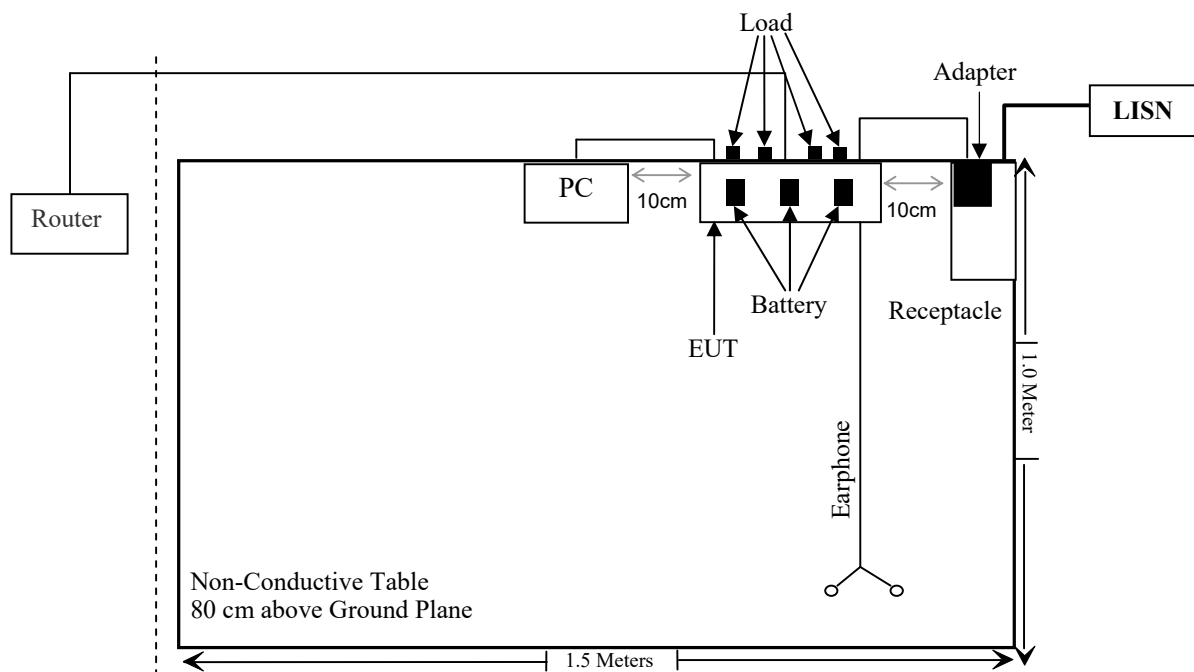 Load
Adapter
LISN
PC
10cm
10cm
Router
Battery
Receptacle
EUT
1.0 Meter
Earphone
Non-Conductive Table
80 cm above Ground Plane
1.5 Meters